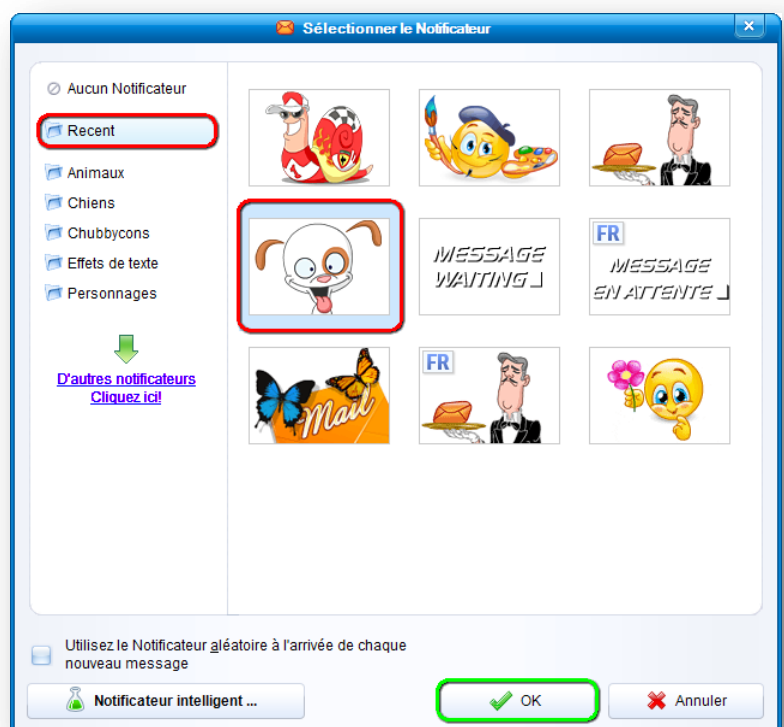 Sélectionner le Notificateur
Aucun Notificateur
Recent
Animaux
Chiens
Chubbycons
Effets de texte
Personnages
D'autres notificateurs
Cliquez ici!
1
MESSAGE
WAITING
FR
MESSAGE
EN ATTENTE
Mail
FR
Utilisez le Notificateur aléatoire à l'arrivée de chaque
nouveau message
Notificateur intelligent ...
OK
Annuler